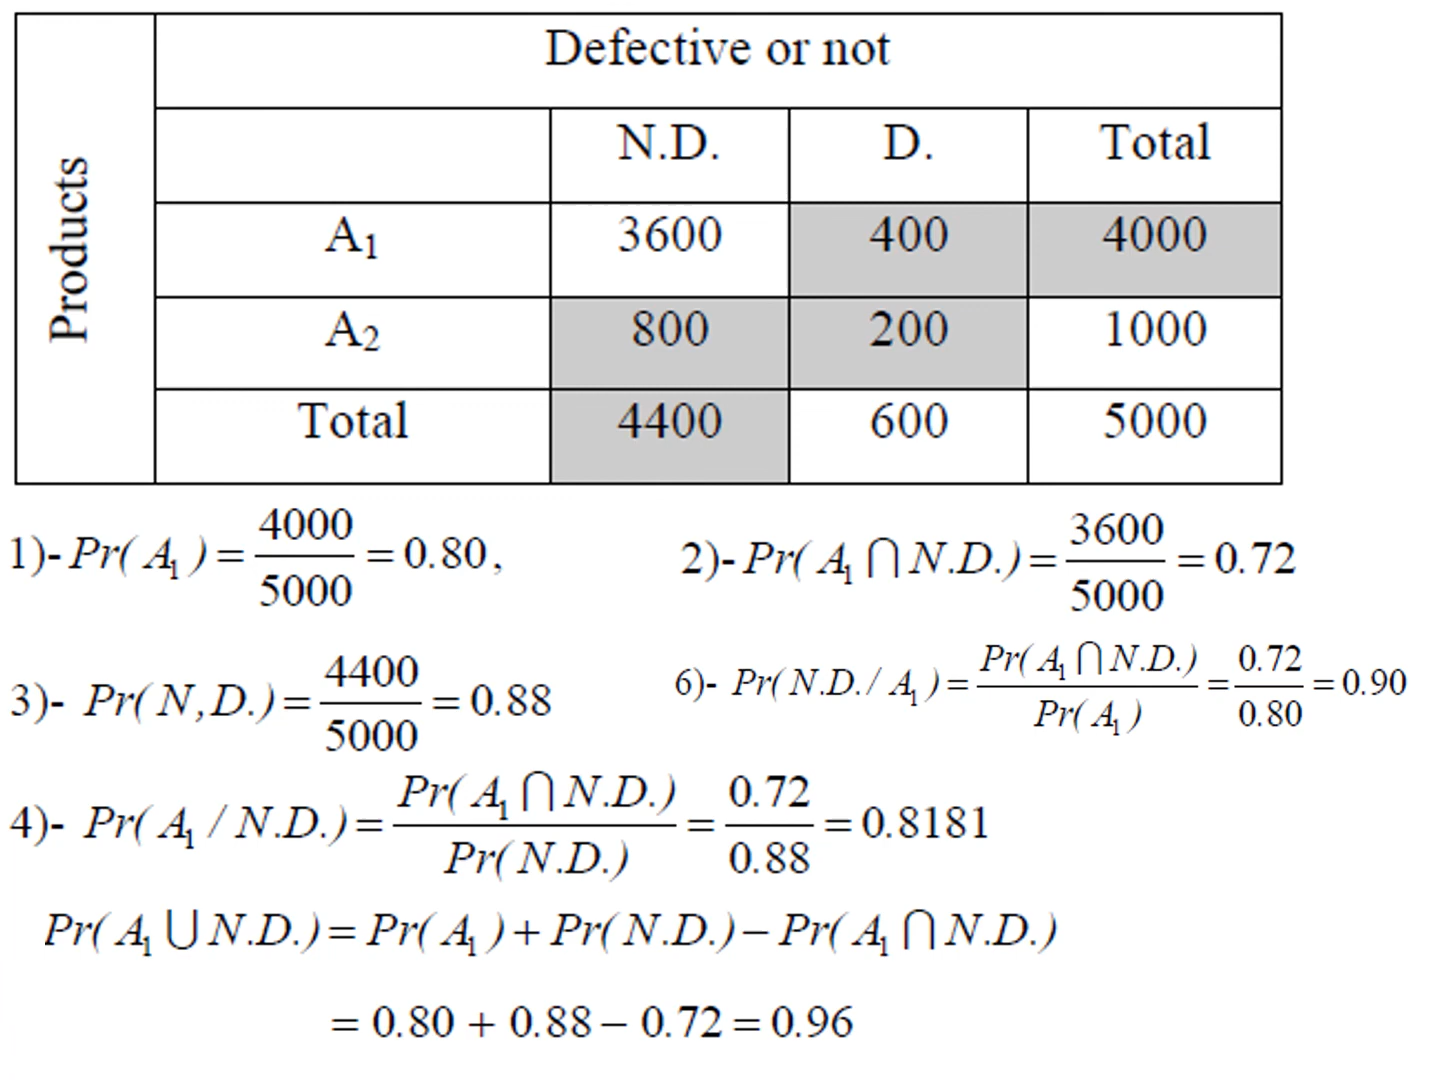 Products
Defective or not
N.D. D. Total
A₁ 3600 400 4000
A₂ 800 200 1000
Total 4400 600 5000
1)- Pr( A₁ ) = 4000/5000 = 0.80 ,
2)- Pr( A₁ ⋂ N.D.) = 3600/5000 = 0.72
3)- Pr( N,D.) = 4400/5000 = 0.88
6)- Pr( N.D. / A₁ ) = Pr( A₁ ⋂ N.D.)/Pr( A₁ ) = 0.72/0.80 = 0.90
4)- Pr( A₁ / N.D.) = Pr( A₁ ⋂ N.D.)/Pr( N.D.) = 0.72/0.88 = 0.8181
Pr( A₁ ⋃ N.D.) = Pr( A₁ ) + Pr( N.D.) − Pr( A₁ ⋂ N.D.)
= 0.80 + 0.88 − 0.72 = 0.96